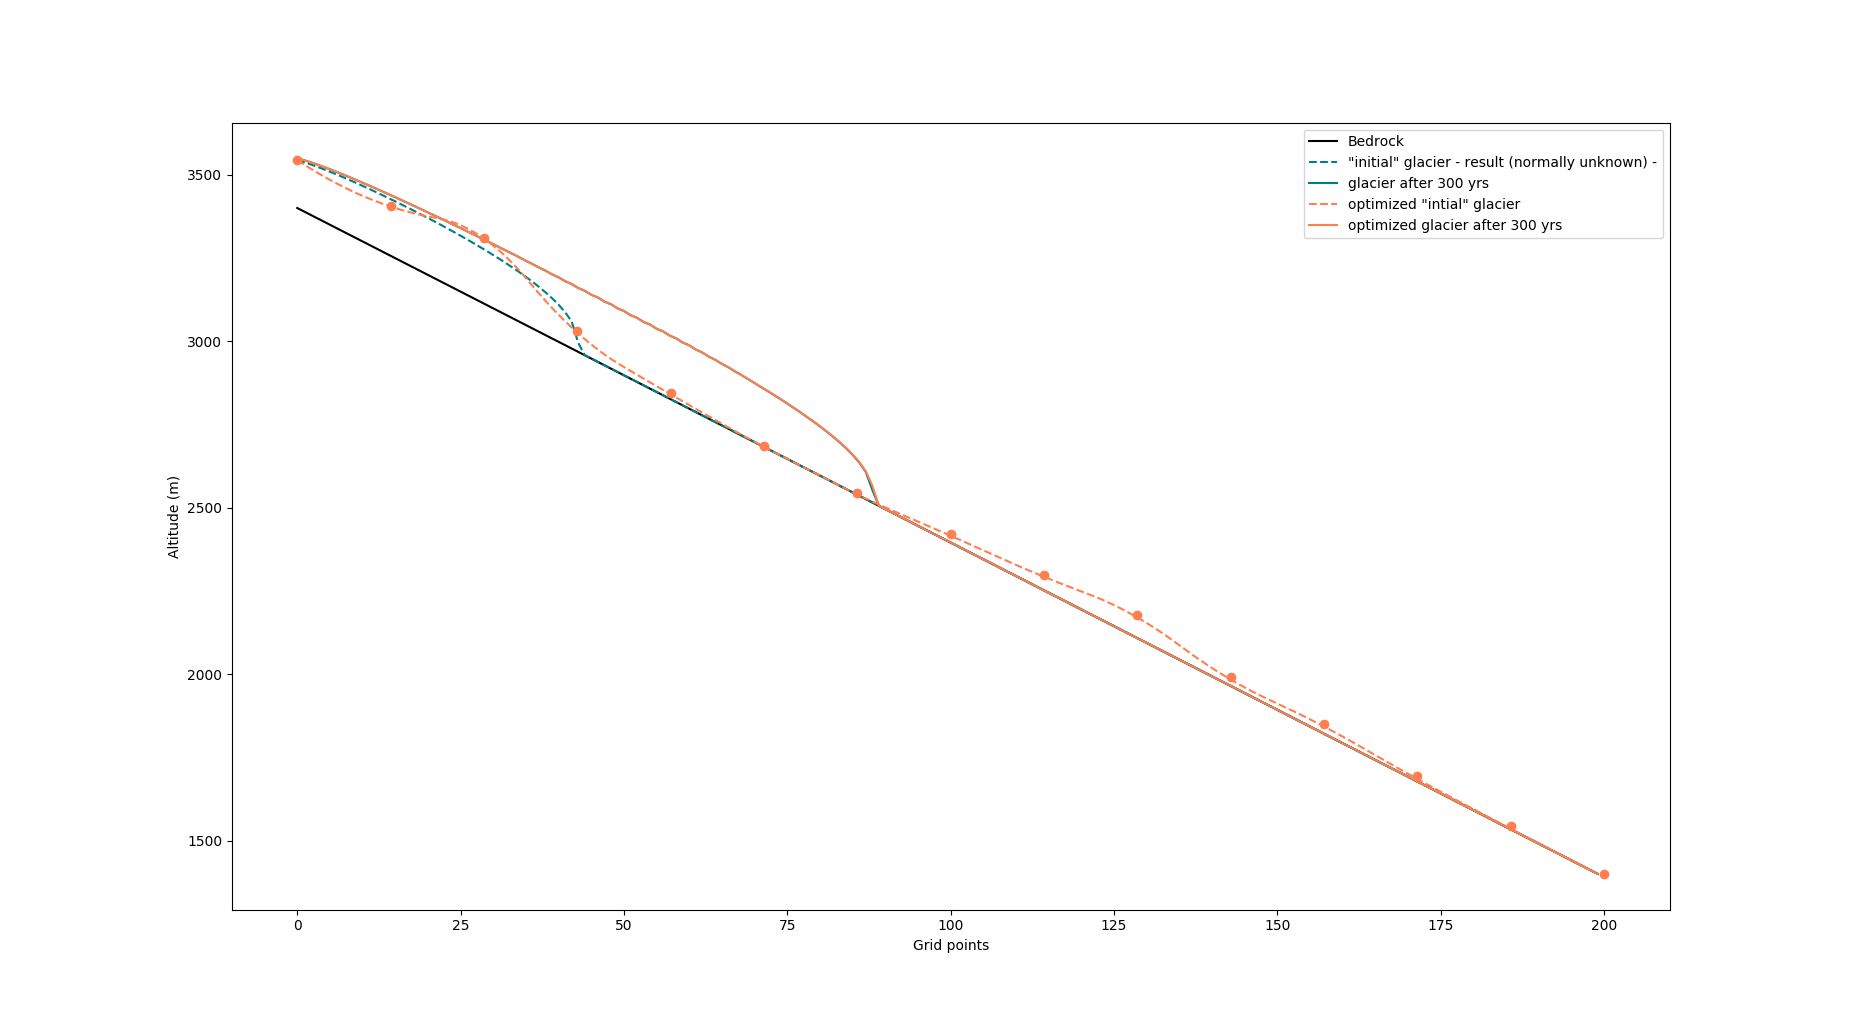 Bedrock
"initial" glacier - result (normally unknown) -
glacier after 300 yrs
optimized "intial" glacier
optimized glacier after 300 yrs
3500
3000
2500
2000
1500
Altitude (m)
0 25 50 75 100 125 150 175 200
Grid points